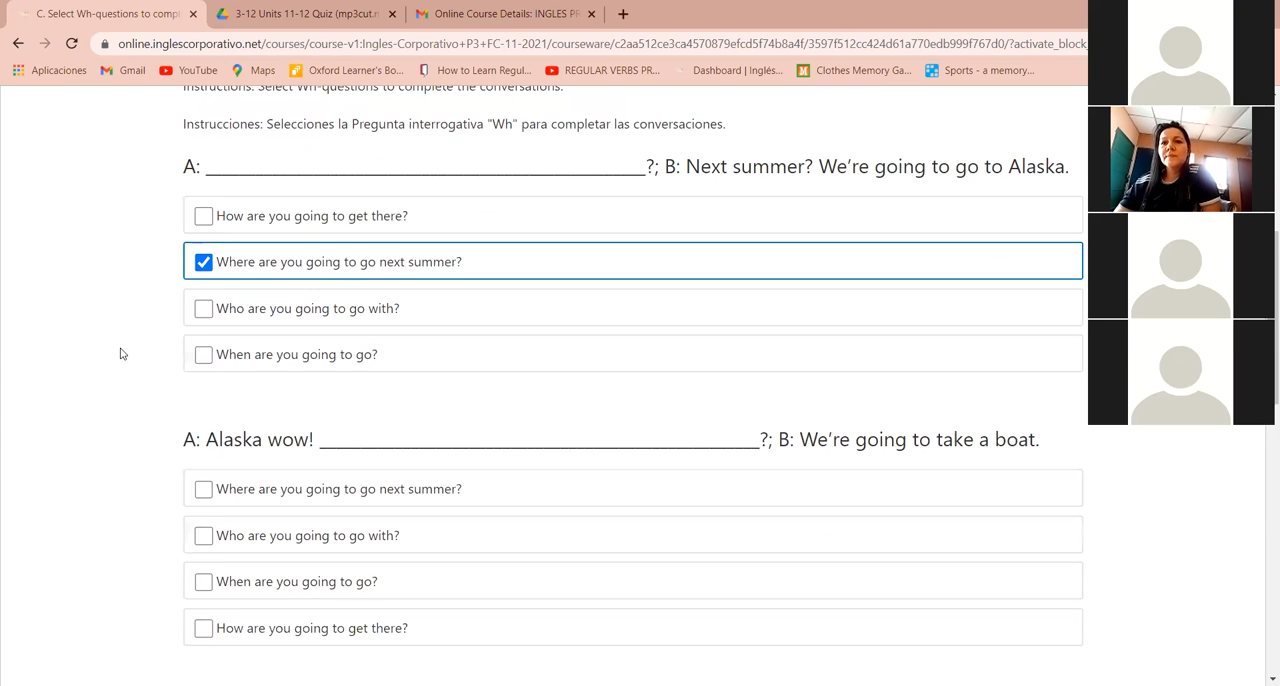 C. Select Wh-questions to compl
3-12 Units 11-12 Quiz (mp3cut.n
Online Course Details: INGLES P
online.inglescorporativo.net/courses/course-v1:Ingles-Corporativo+P3+FC-11-2021/courseware/c2aa512ce3ca4570879efcd5f74b8a4f/3597f512cc424d61a770edb999f767d0/?activate_block_
Aplicaciones
Gmail
YouTube
Maps
Oxford Learner's Bo...
How to Learn Regul...
REGULAR VERBS PR...
Dashboard | Inglés...
Clothes Memory Ga...
Sports - a memory...
Instructions: Select Wh-questions to complete the conversations.
Instrucciones: Selecciones la Pregunta interrogativa "Wh" para completar las conversaciones.
A: ______________________________________________?; B: Next summer? We're going to go to Alaska.
How are you going to get there?
Where are you going to go next summer?
Who are you going to go with?
When are you going to go?
A: Alaska wow! ______________________________________________?; B: We're going to take a boat.
Where are you going to go next summer?
Who are you going to go with?
When are you going to go?
How are you going to get there?